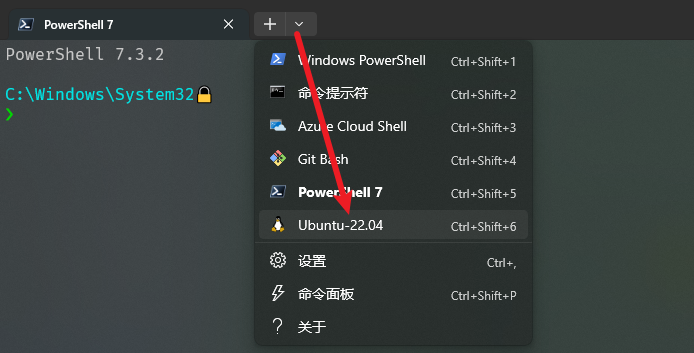 PowerShell 7
PowerShell 7.3.2
C:\Windows\System32🔒
❯
Windows PowerShell Ctrl+Shift+1
命令提示符 Ctrl+Shift+2
Azure Cloud Shell Ctrl+Shift+3
Git Bash Ctrl+Shift+4
PowerShell 7 Ctrl+Shift+5
Ubuntu-22.04 Ctrl+Shift+6
设置 Ctrl+,
命令面板 Ctrl+Shift+P
关于